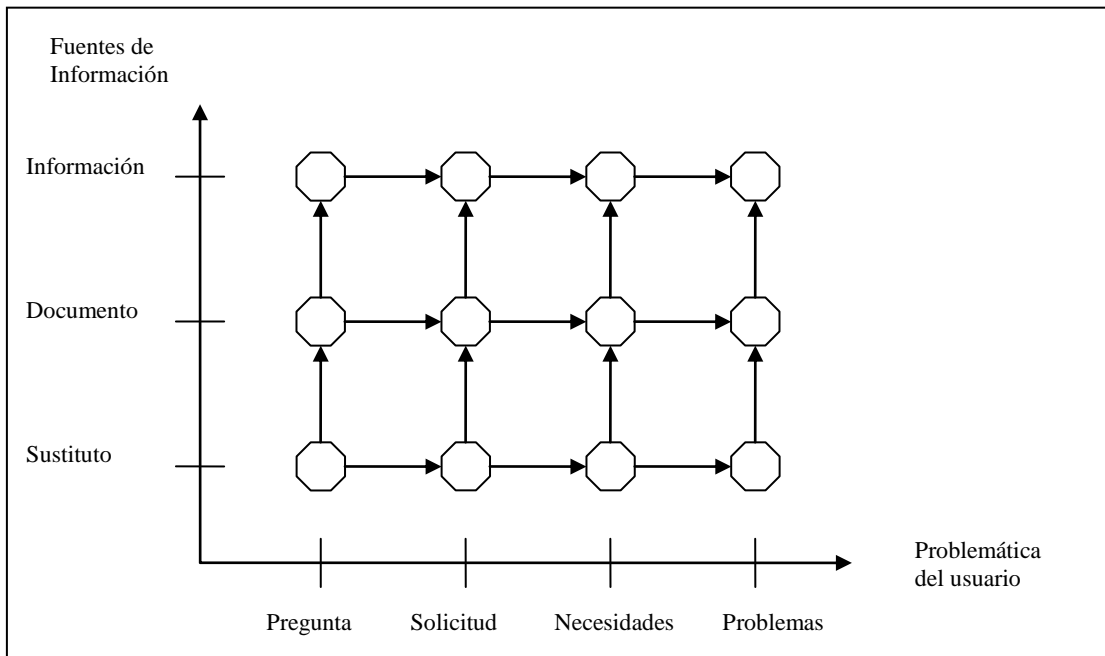 Fuentes de
Información
Información
Documento
Sustituto
Problemática
del usuario
Pregunta
Solicitud
Necesidades
Problemas